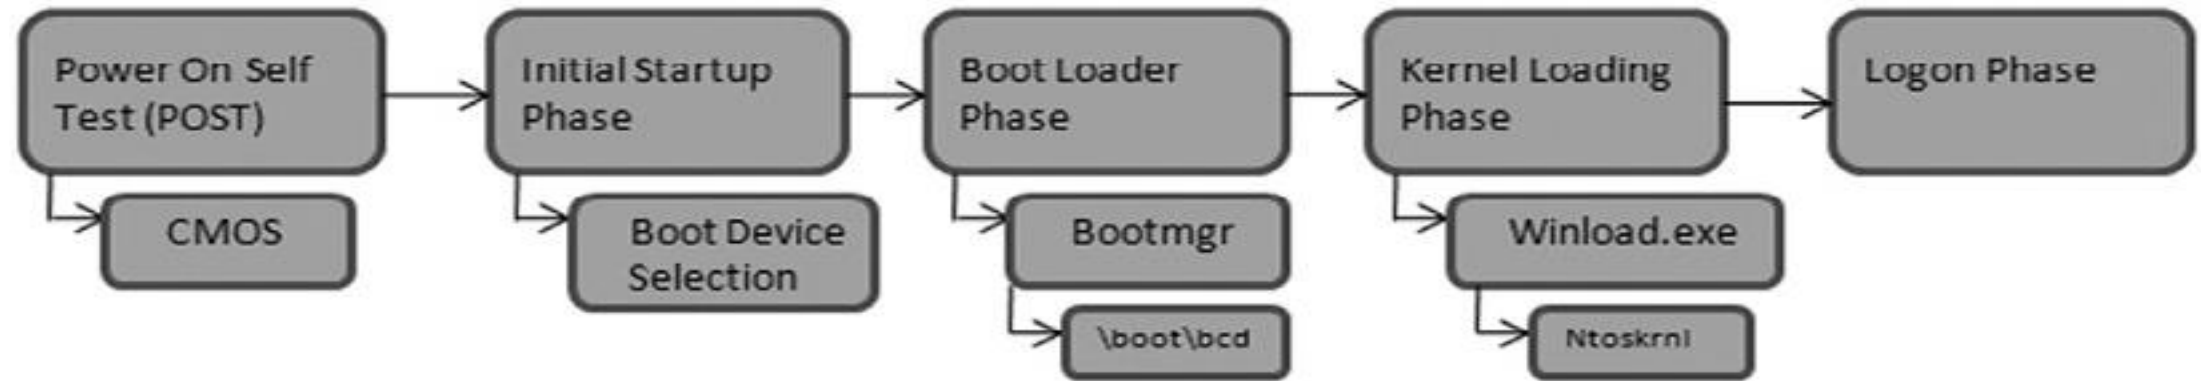 Power On Self
Test (POST)
CMOS
Initial Startup
Phase
Boot Device
Selection
Boot Loader
Phase
Bootmgr
\boot\bcd
Kernel Loading
Phase
Winload.exe
Ntoskrnl
Logon Phase